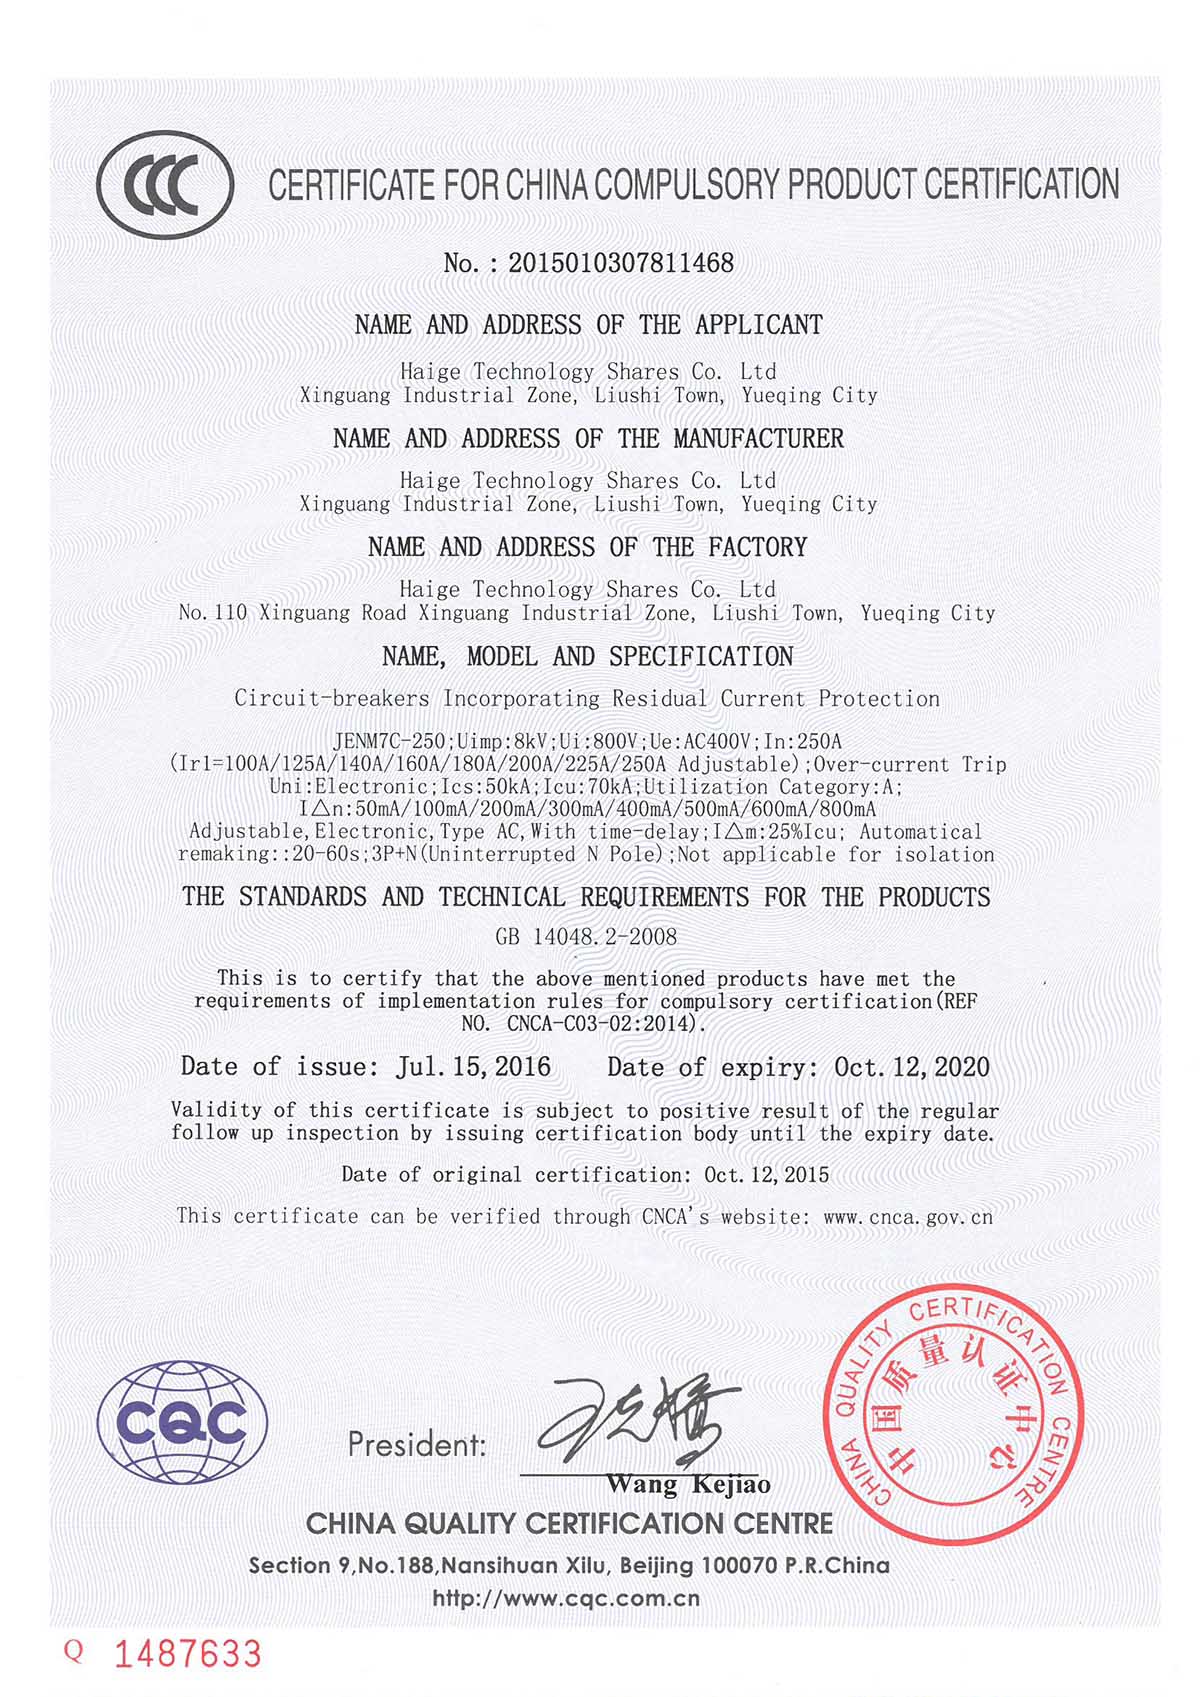 CCC
CERTIFICATE FOR CHINA COMPULSORY PRODUCT CERTIFICATION
No. : 2015010307811468
NAME AND ADDRESS OF THE APPLICANT
Haige Technology Shares Co. Ltd
Xinguang Industrial Zone, Liushi Town, Yueqing City
NAME AND ADDRESS OF THE MANUFACTURER
Haige Technology Shares Co. Ltd
Xinguang Industrial Zone, Liushi Town, Yueqing City
NAME AND ADDRESS OF THE FACTORY
Haige Technology Shares Co. Ltd
No.110 Xinguang Road Xinguang Industrial Zone, Liushi Town, Yueqing City
NAME, MODEL AND SPECIFICATION
Circuit-breakers Incorporating Residual Current Protection
JENM7C-250;Uimp:8kV;Ui:800V;Ue:AC400V;In:250A
(Ir1=100A/125A/140A/160A/180A/200A/225A/250A Adjustable);Over-current Trip
Uni:Electronic;Ics:50kA;Icu:70kA;Utilization Category:A;
I△n:50mA/100mA/200mA/300mA/400mA/500mA/600mA/800mA
Adjustable,Electronic,Type AC,With time-delay;I△m:25%Icu; Automatical
remaking::20-60s;3P+N(Uninterrupted N Pole);Not applicable for isolation
THE STANDARDS AND TECHNICAL REQUIREMENTS FOR THE PRODUCTS
GB 14048.2-2008
This is to certify that the above mentioned products have met the
requirements of implementation rules for compulsory certification(REF
NO. CNCA-C03-02:2014).
Date of issue: Jul.15,2016 Date of expiry: Oct.12,2020
Validity of this certificate is subject to positive result of the regular
follow up inspection by issuing certification body until the expiry date.
Date of original certification: Oct.12,2015
This certificate can be verified through CNCA's website: www.cnca.gov.cn
CHINA QUALITY CERTIFICATION CENTRE
中国质量认证中心
CQC
President:
Wang Kejiao
CHINA QUALITY CERTIFICATION CENTRE
Section 9,No.188,Nansihuan Xilu, Beijing 100070 P.R.China
http://www.cqc.com.cn
Q 1487633